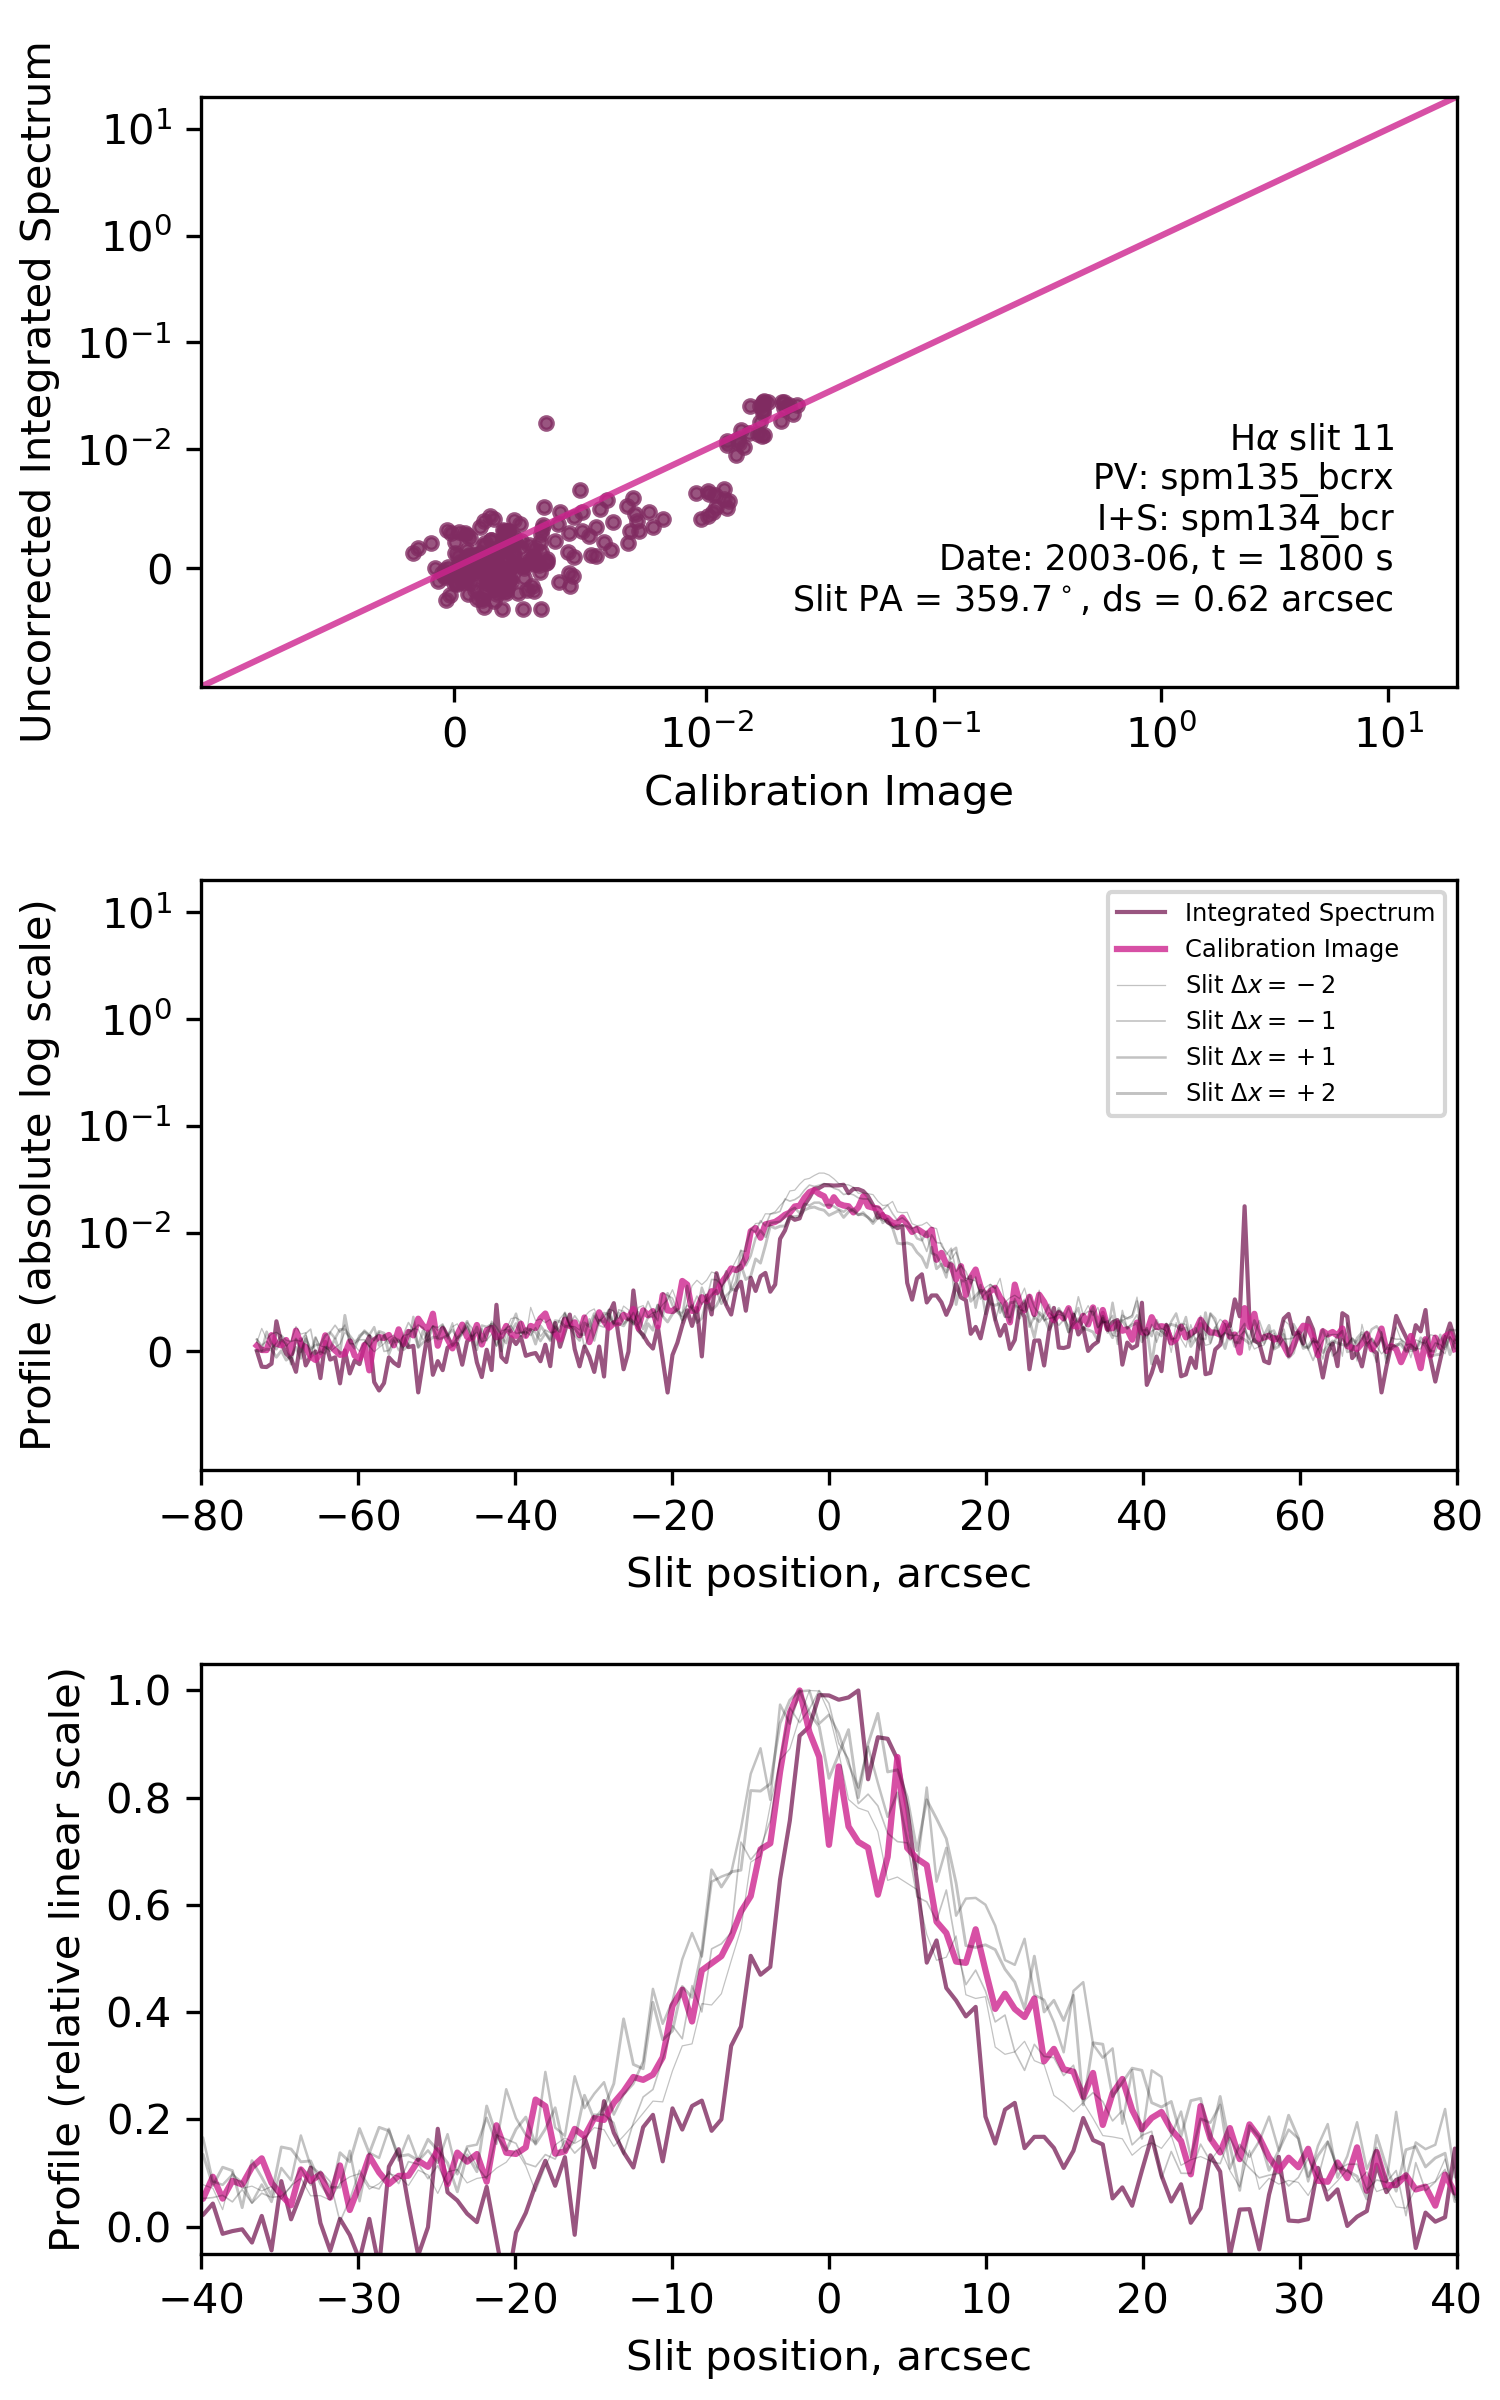 Uncorrected Integrated Spectrum
10¹
10⁰
10⁻¹
10⁻²
0
Hα slit 11
PV: spm135_bcrx
I+S: spm134_bcr
Date: 2003-06, t = 1800 s
Slit PA = 359.7°, ds = 0.62 arcsec
0 10⁻² 10⁻¹ 10⁰ 10¹
Calibration Image
Profile (absolute log scale)
10¹
10⁰
10⁻¹
10⁻²
0
Integrated Spectrum
Calibration Image
Slit Δx = − 2
Slit Δx = − 1
Slit Δx = + 1
Slit Δx = + 2
−80 −60 −40 −20 0 20 40 60 80
Slit position, arcsec
Profile (relative linear scale)
1.0
0.8
0.6
0.4
0.2
0.0
−40 −30 −20 −10 0 10 20 30 40
Slit position, arcsec